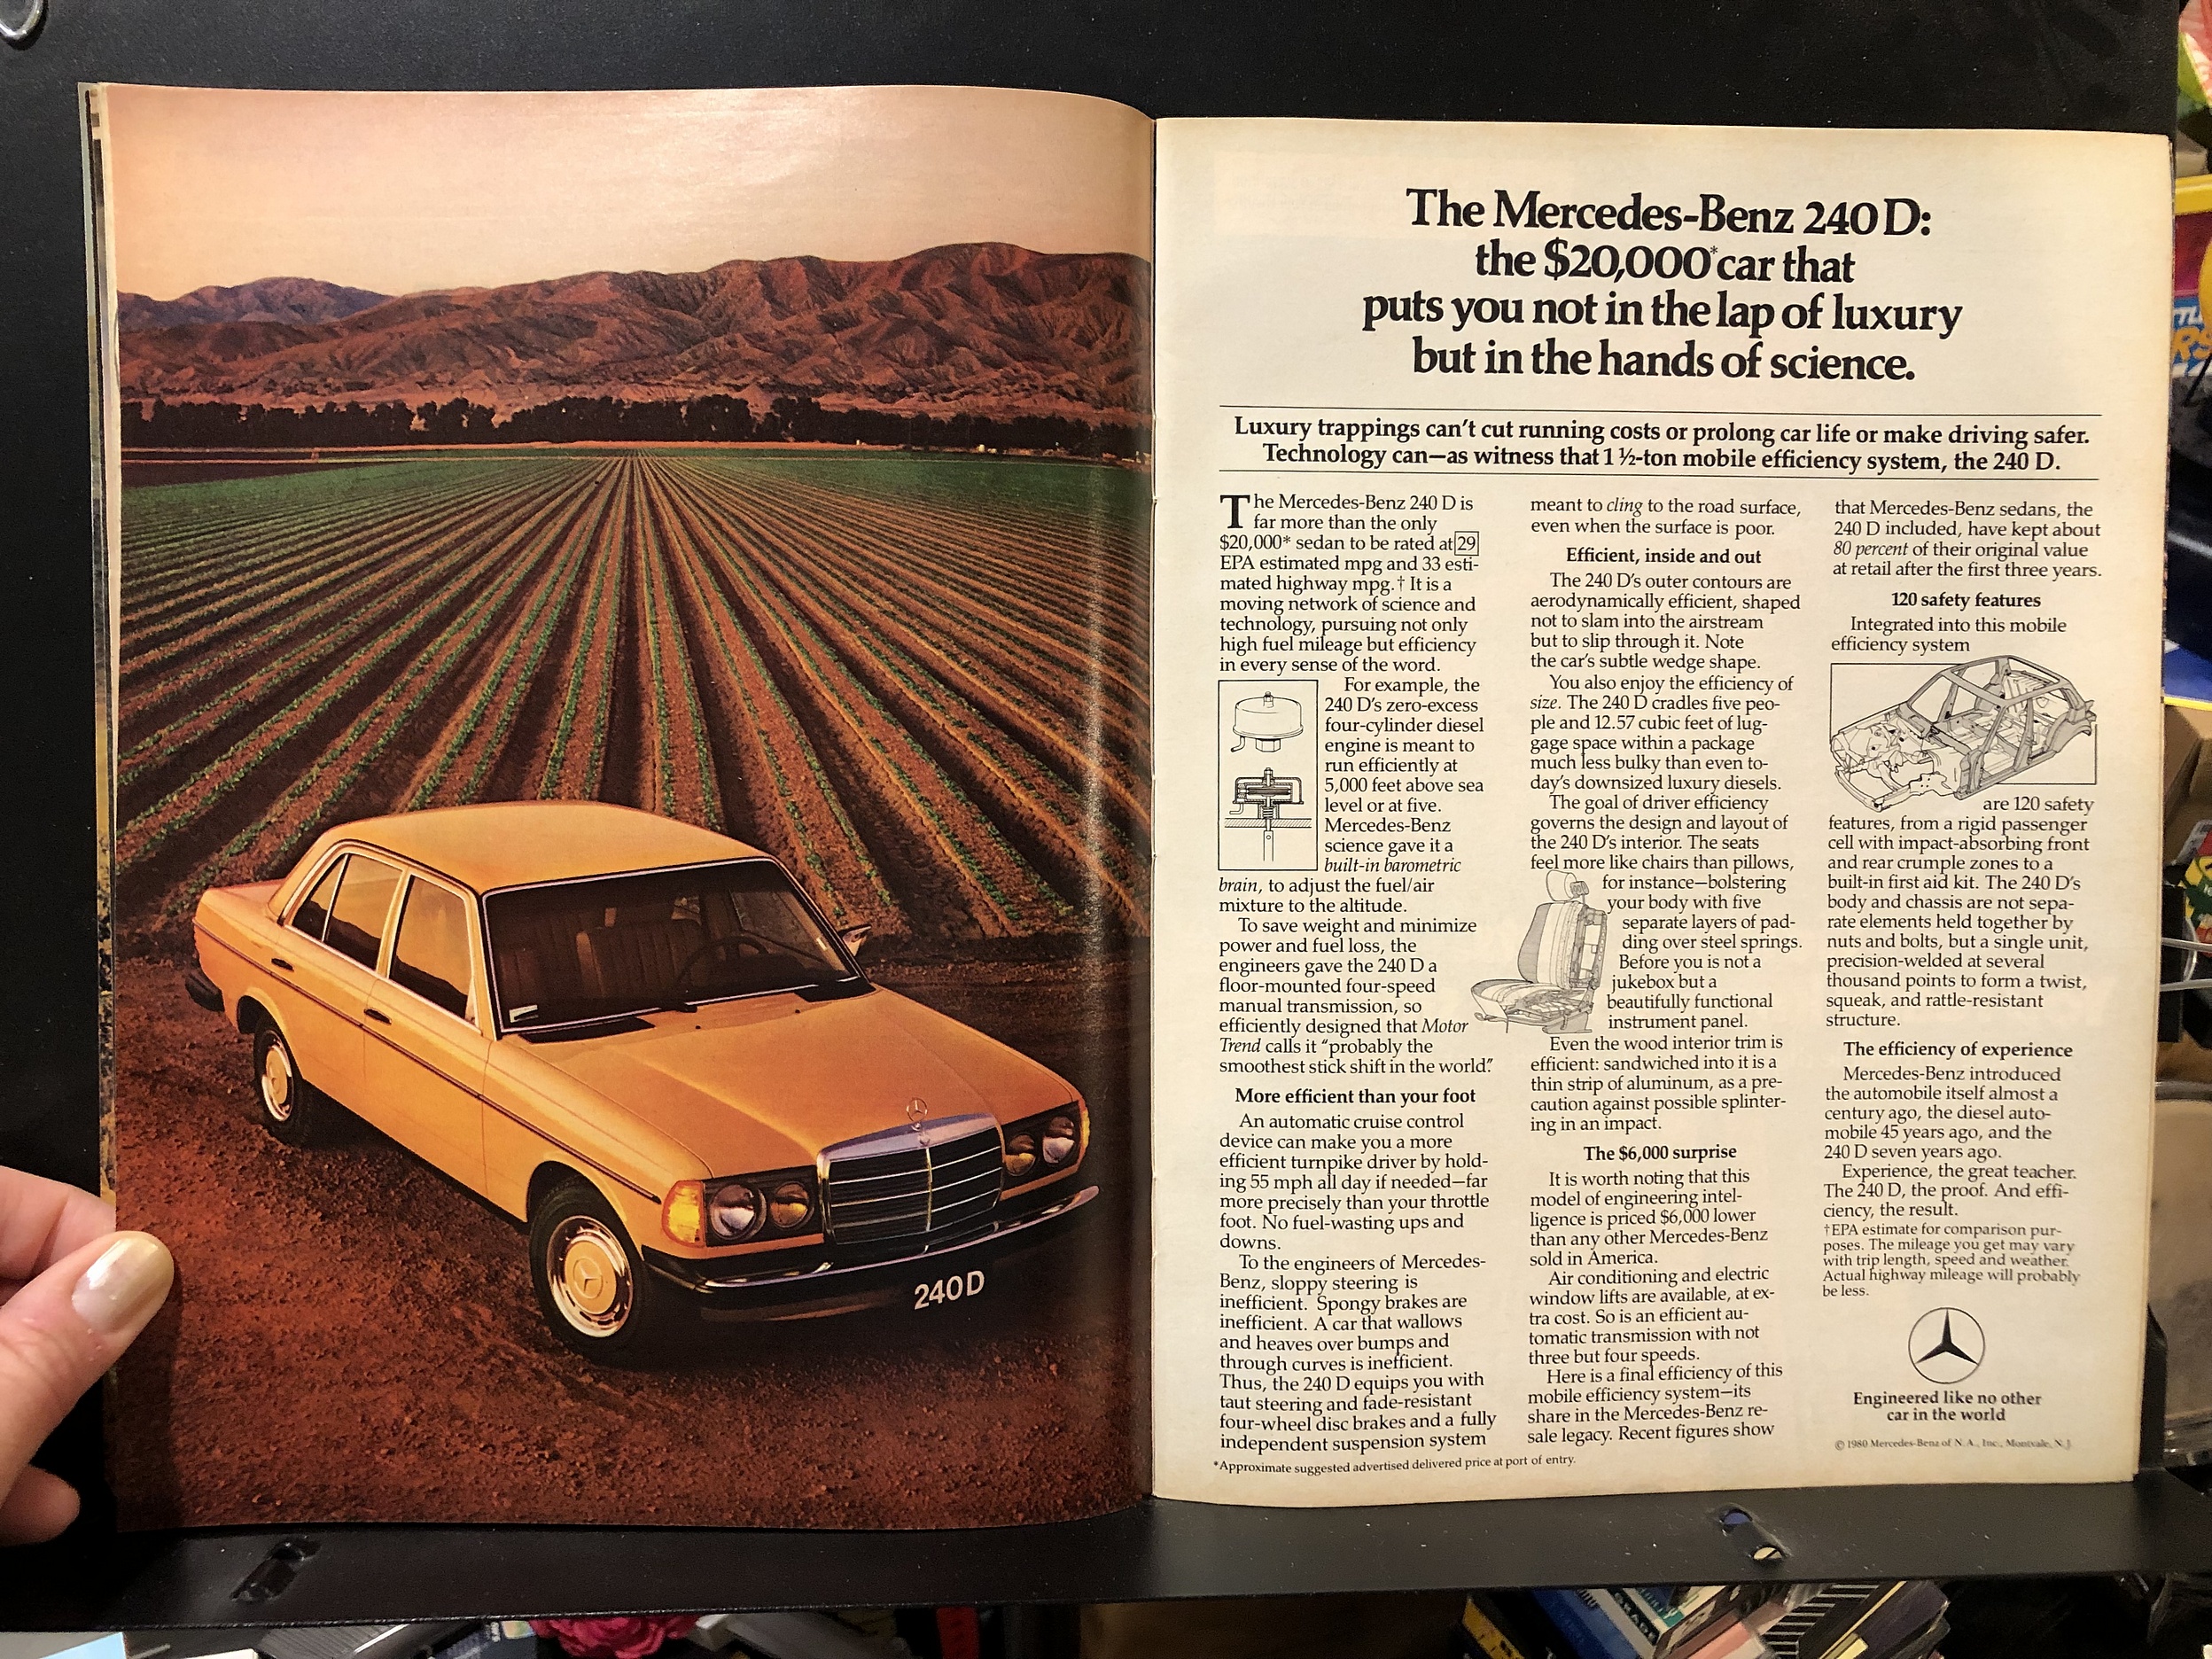 240D
The Mercedes-Benz 240 D:
the $20,000* car that
puts you not in the lap of luxury
but in the hands of science.
Luxury trappings can't cut running costs or prolong car life or make driving safer.
Technology can—as witness that 1 ½-ton mobile efficiency system, the 240 D.
The Mercedes-Benz 240 D is
far more than the only
$20,000* sedan to be rated at 29
EPA estimated mpg and 33 esti-
mated highway mpg.† It is a
moving network of science and
technology, pursuing not only
high fuel mileage but efficiency
in every sense of the word.
For example, the
240 D's zero-excess
four-cylinder diesel
engine is meant to
run efficiently at
5,000 feet above sea
level or at five.
Mercedes-Benz
science gave it a
built-in barometric
brain, to adjust the fuel/air
mixture to the altitude.
To save weight and minimize
power and fuel loss, the
engineers gave the 240 D a
floor-mounted four-speed
manual transmission, so
efficiently designed that Motor
Trend calls it "probably the
smoothest stick shift in the world."
More efficient than your foot
An automatic cruise control
device can make you a more
efficient turnpike driver by hold-
ing 55 mph all day if needed—far
more precisely than your throttle
foot. No fuel-wasting ups and
downs.
To the engineers of Mercedes-
Benz, sloppy steering is
inefficient. Spongy brakes are
inefficient. A car that wallows
and heaves over bumps and
through curves is inefficient.
Thus, the 240 D equips you with
taut steering and fade-resistant
four-wheel disc brakes and a fully
independent suspension system
meant to cling to the road surface,
even when the surface is poor.
Efficient, inside and out
The 240 D's outer contours are
aerodynamically efficient, shaped
not to slam into the airstream
but to slip through it. Note
the car's subtle wedge shape.
You also enjoy the efficiency of
size. The 240 D cradles five peo-
ple and 12.57 cubic feet of lug-
gage space within a package
much less bulky than even to-
day's downsized luxury diesels.
The goal of driver efficiency
governs the design and layout of
the 240 D's interior. The seats
feel more like chairs than pillows,
for instance—bolstering
your body with five
separate layers of pad-
ding over steel springs.
Before you is not a
jukebox but a
beautifully functional
instrument panel.
Even the wood interior trim is
efficient: sandwiched into it is a
thin strip of aluminum, as a pre-
caution against possible splinter-
ing in an impact.
The $6,000 surprise
It is worth noting that this
model of engineering intel-
ligence is priced $6,000 lower
than any other Mercedes-Benz
sold in America.
Air conditioning and electric
window lifts are available, at ex-
tra cost. So is an efficient au-
tomatic transmission with not
three but four speeds.
Here is a final efficiency of this
mobile efficiency system—its
share in the Mercedes-Benz re-
sale legacy. Recent figures show
that Mercedes-Benz sedans, the
240 D included, have kept about
80 percent of their original value
at retail after the first three years.
120 safety features
Integrated into this mobile
efficiency system
are 120 safety
features, from a rigid passenger
cell with impact-absorbing front
and rear crumple zones to a
built-in first aid kit. The 240 D's
body and chassis are not sepa-
rate elements held together by
nuts and bolts, but a single unit,
precision-welded at several
thousand points to form a twist,
squeak, and rattle-resistant
structure.
The efficiency of experience
Mercedes-Benz introduced
the automobile itself almost a
century ago, the diesel auto-
mobile 45 years ago, and the
240 D seven years ago.
Experience, the great teacher.
The 240 D, the proof. And effi-
ciency, the result.
†EPA estimate for comparison pur-
poses. The mileage you get may vary
with trip length, speed and weather.
Actual highway mileage will probably
be less.
Engineered like no other
car in the world
© 1980 Mercedes-Benz of N.A., Inc., Montvale, N.J.
*Approximate suggested advertised delivered price at port of entry.